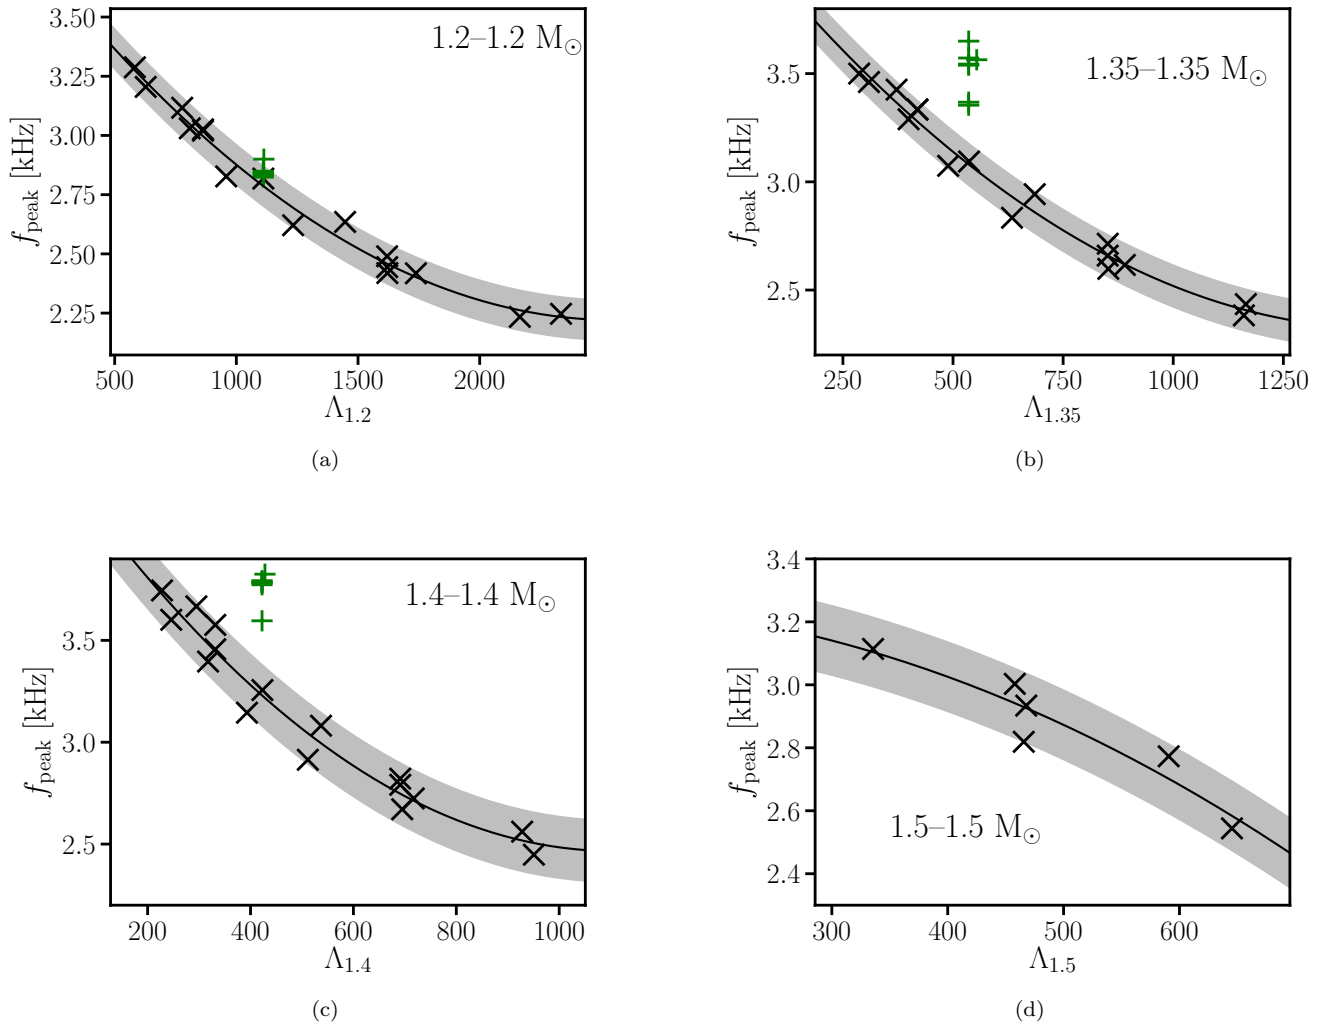 3.50
3.25
3.00
2.75
2.50
2.25
f_peak [kHz]
1.2–1.2 M⊙
500 1000 1500 2000
Λ1.2
(a)
3.5
3.0
2.5
f_peak [kHz]
1.35–1.35 M⊙
250 500 750 1000 1250
Λ1.35
(b)
3.5
3.0
2.5
f_peak [kHz]
1.4–1.4 M⊙
200 400 600 800 1000
Λ1.4
(c)
3.4
3.2
3.0
2.8
2.6
2.4
f_peak [kHz]
1.5–1.5 M⊙
300 400 500 600
Λ1.5
(d)